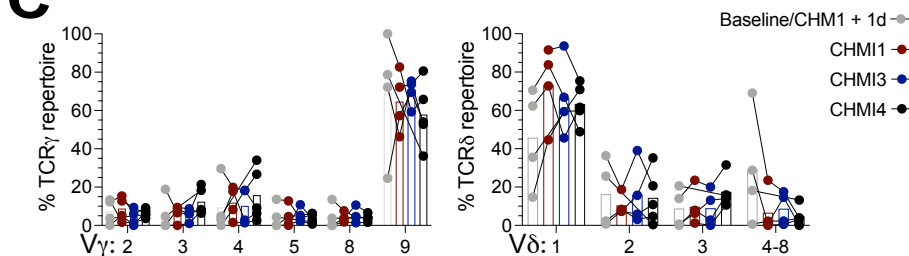 C
Baseline/CHM1 + 1d
CHMI1
CHMI3
CHMI4
% TCRγ repertoire
100
80
60
40
20
0
Vγ: 2 3 4 5 8 9
% TCRδ repertoire
100
80
60
40
20
0
Vδ: 1 2 3 4-8